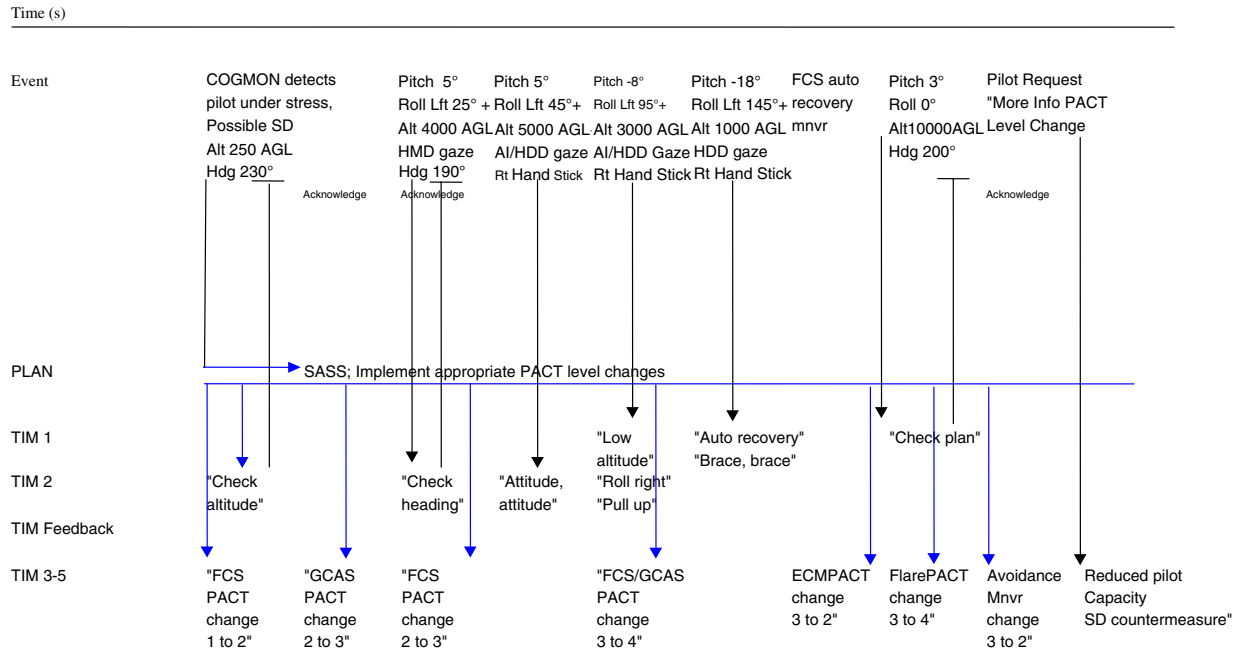 Time (s)
Event
COGMON detects
pilot under stress,
Possible SD
Alt 250 AGL
Hdg 230°
Acknowledge
Pitch 5°
Roll Lft 25° +
Alt 4000 AGL
HMD gaze
Hdg 190°
Acknowledge
Pitch 5°
Roll Lft 45°+
Alt 5000 AGL
AI/HDD gaze
Rt Hand Stick
Pitch -8°
Roll Lft 95°+
Alt 3000 AGL
AI/HDD Gaze
Rt Hand Stick
Pitch -18°
Roll Lft 145°+
Alt 1000 AGL
HDD gaze
Rt Hand Stick
FCS auto
recovery
mnvr
Pitch 3°
Roll 0°
Alt10000AGL
Hdg 200°
Pilot Request
"More Info PACT
Level Change
Acknowledge
PLAN
SASS; Implement appropriate PACT level changes
TIM 1
"Low
altitude"
"Auto recovery"
"Brace, brace"
"Check plan"
TIM 2
"Check
altitude"
"Check
heading"
"Attitude,
attitude"
"Roll right"
"Pull up"
TIM Feedback
TIM 3-5
"FCS
PACT
change
1 to 2"
"GCAS
PACT
change
2 to 3"
"FCS
PACT
change
2 to 3"
"FCS/GCAS
PACT
change
3 to 4"
ECMPACT
change
3 to 2"
FlarePACT
change
3 to 4"
Avoidance
Mnvr
change
3 to 2"
Reduced pilot
Capacity
SD countermeasure"